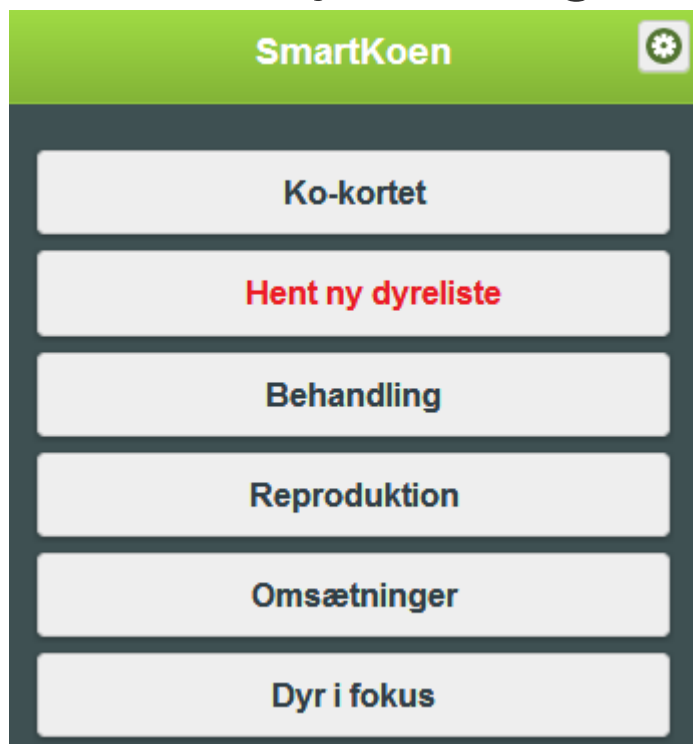 SmartKoen
Ko-kortet
Hent ny dyreliste
Behandling
Reproduktion
Omsætninger
Dyr i fokus